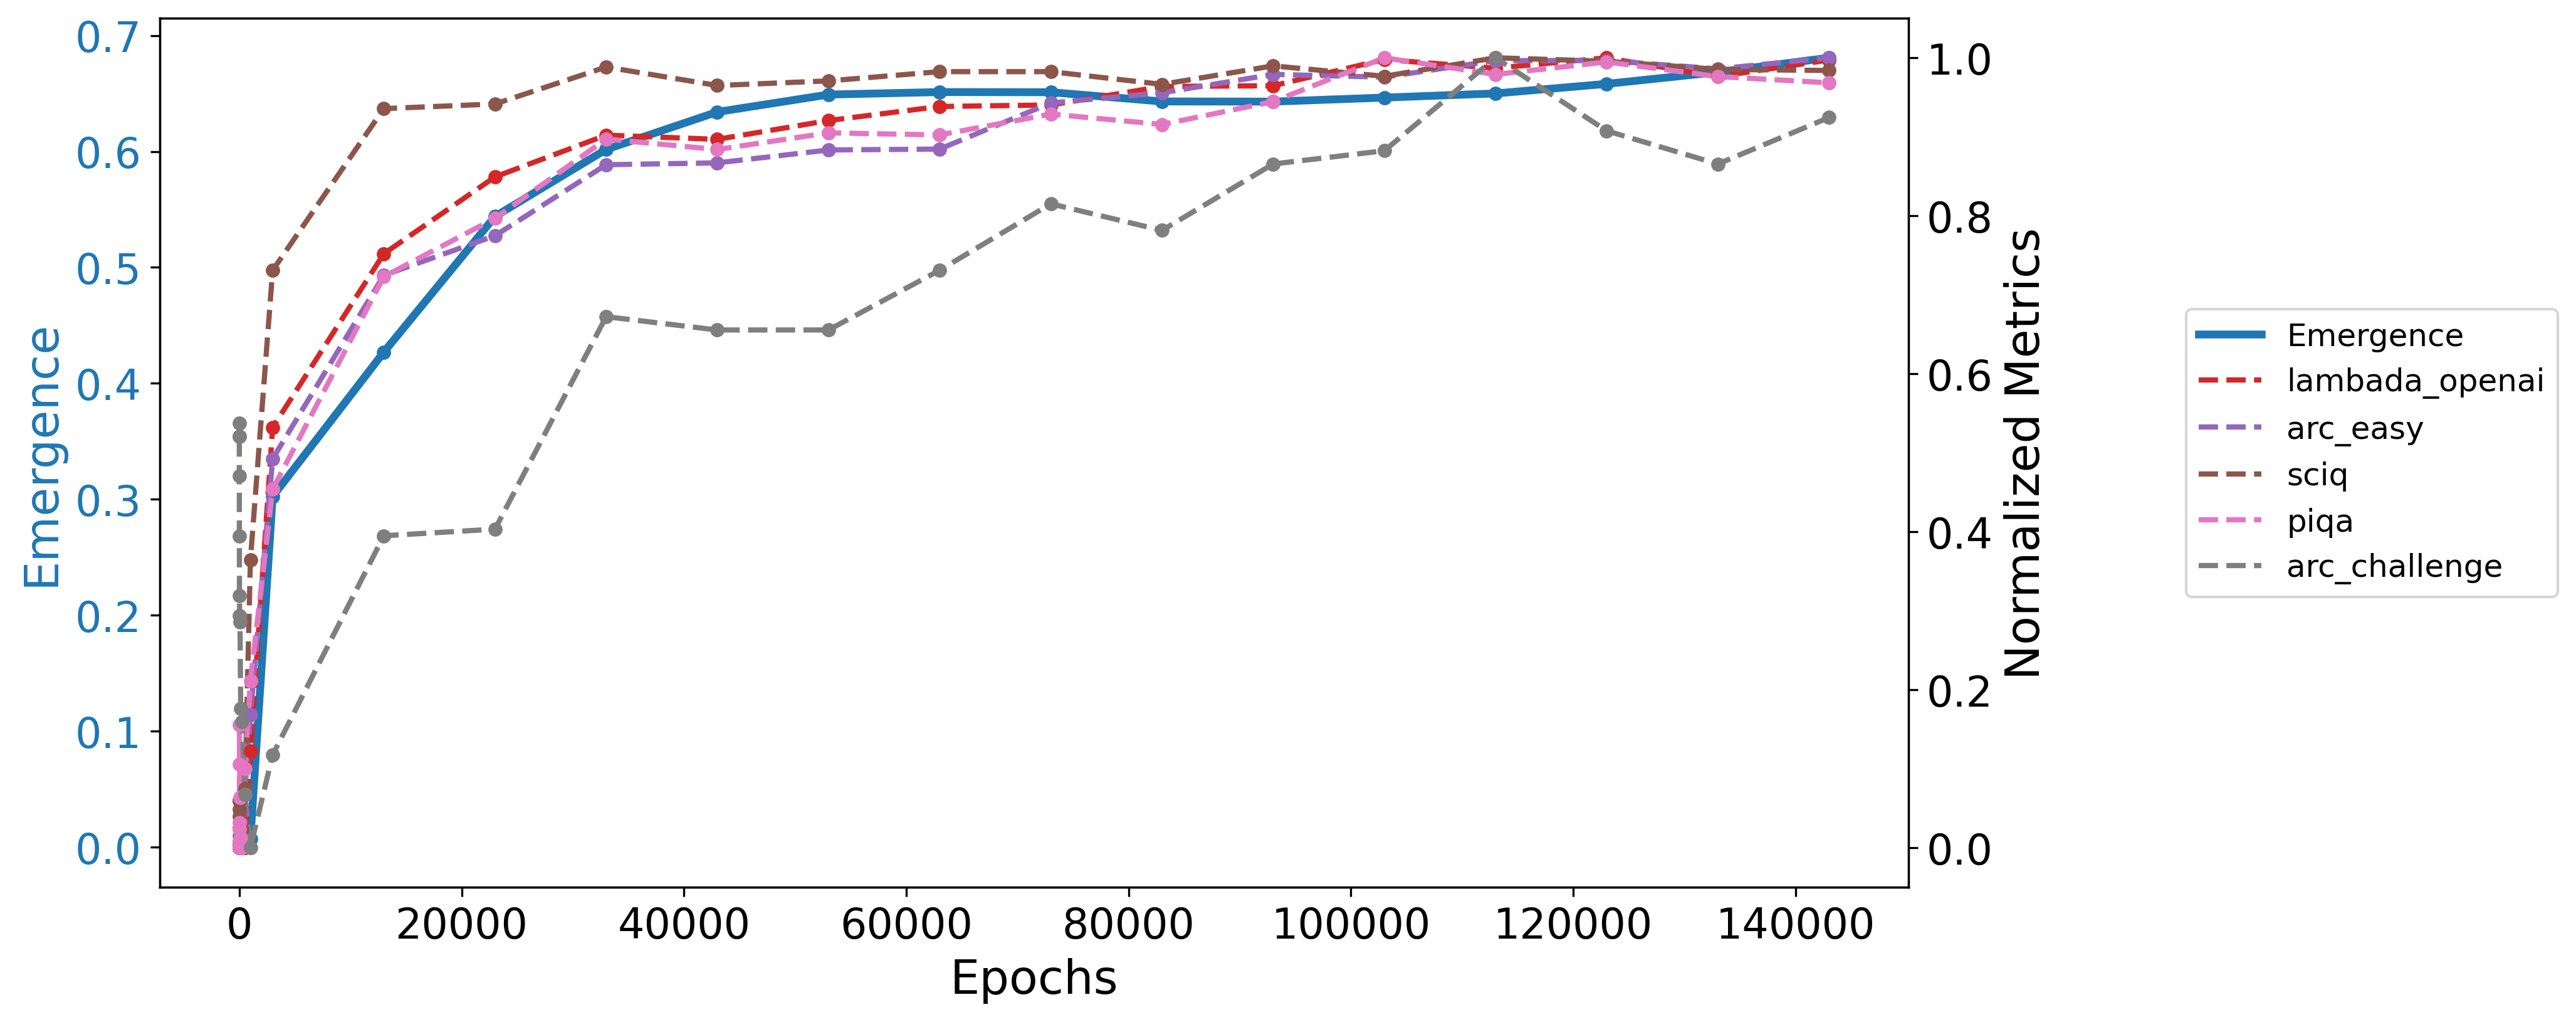 0.7
0.6
0.5
0.4
0.3
0.2
0.1
0.0
Emergence
0
20000
40000
60000
80000
100000
120000
140000
Epochs
1.0
0.8
0.6
0.4
0.2
0.0
Normalized Metrics
Emergence
lambada_openai
arc_easy
sciq
piqa
arc_challenge